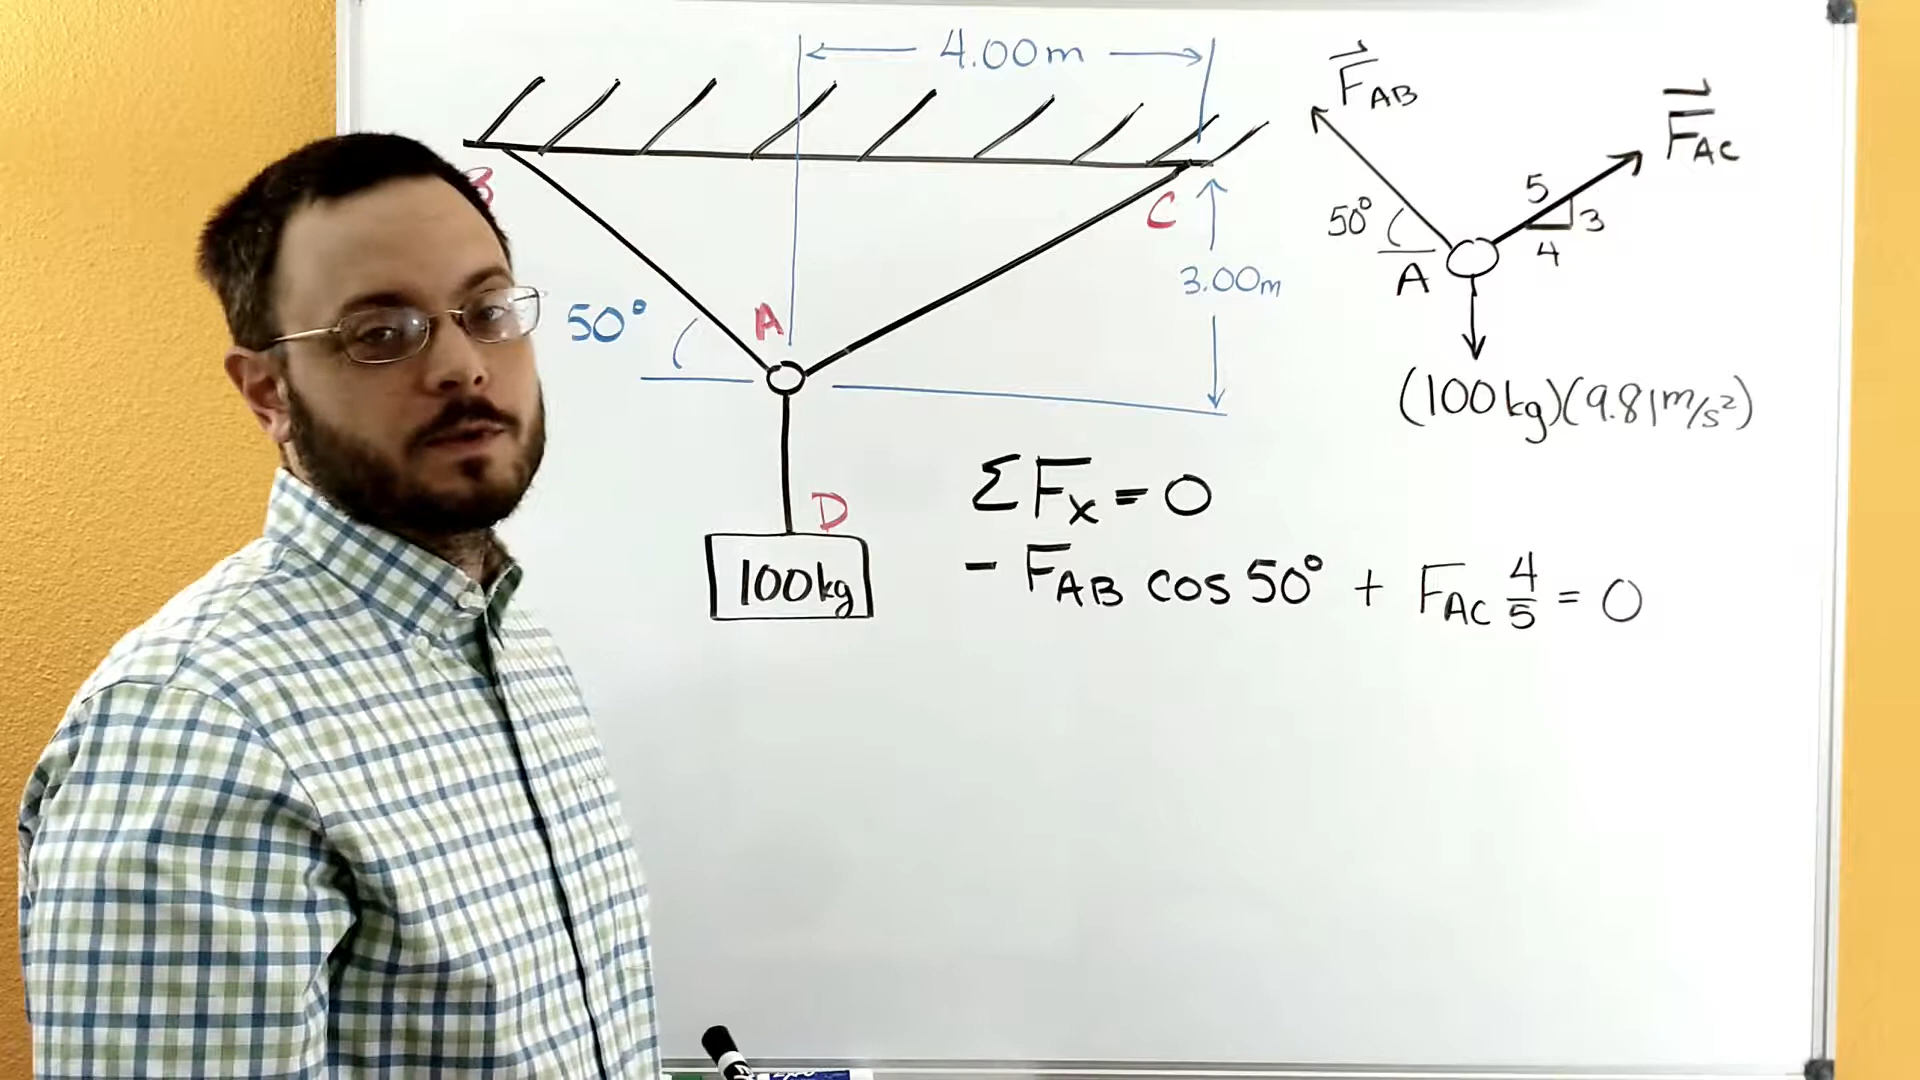 4.00m
B
C
3.00m
50°
A
D
100kg
F⃗AB
F⃗AC
5
3
4
50°
A
(100kg)(9.81m/s²)
ΣFx = 0
- FAB cos 50° + FAC 4/5 = 0